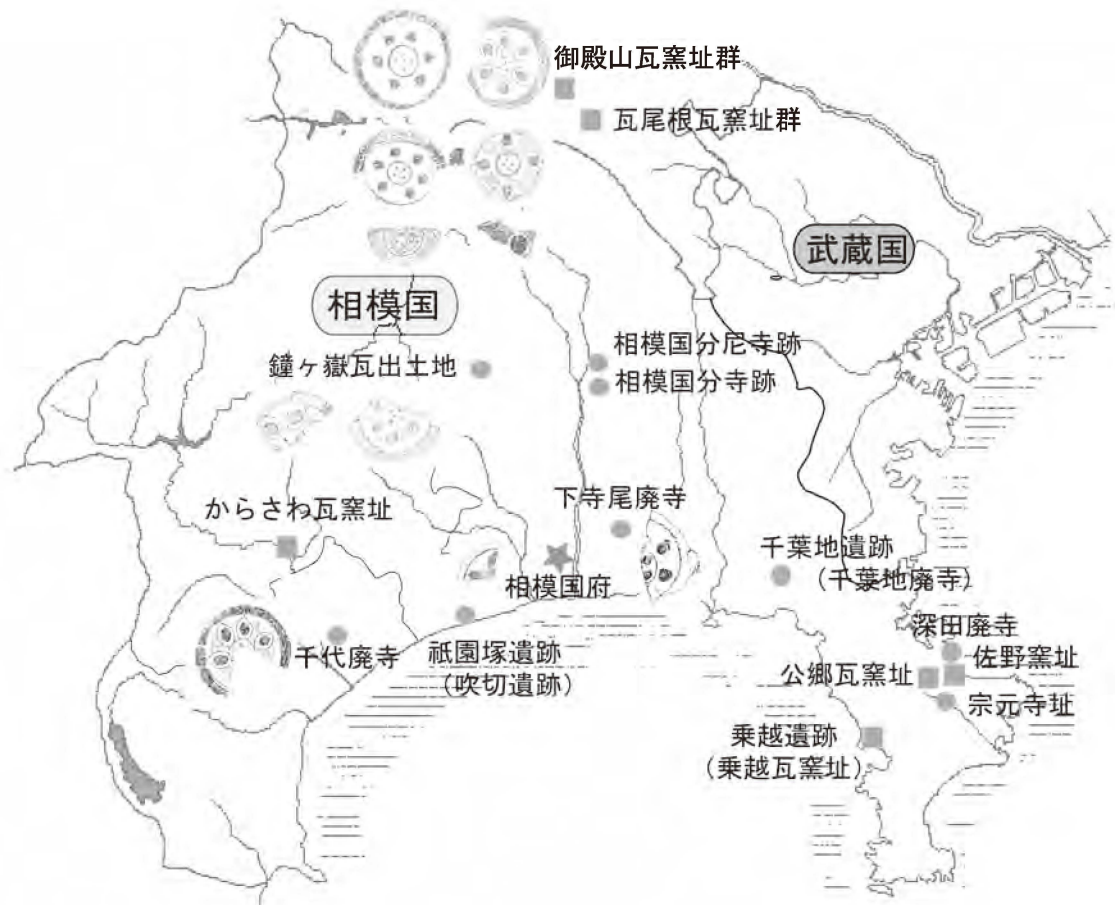 御殿山瓦窯址群
瓦尾根瓦窯址群
武蔵国
相模国
相模国分尼寺跡
鐘ヶ嶽瓦出土地
相模国分寺跡
下寺尾廃寺
からさわ瓦窯址
千葉地遺跡
(千葉地廃寺)
相模国府
深田廃寺
千代廃寺
祇園塚遺跡
(吹切遺跡)
佐野窯址
公郷瓦窯址
宗元寺址
乗越遺跡
(乗越瓦窯址)